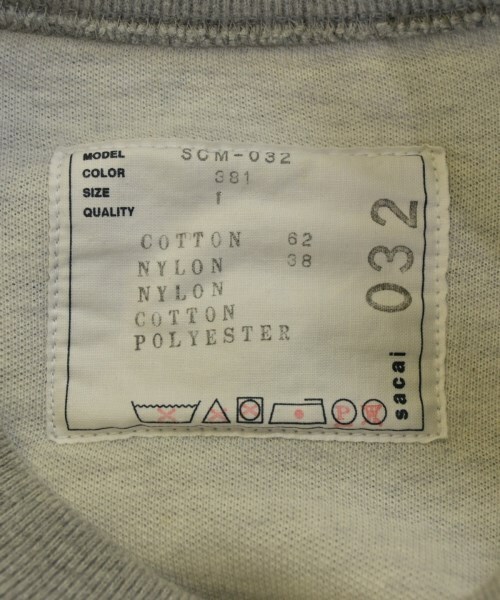 MODEL SCM-032
COLOR 381
SIZE 1
QUALITY
COTTON 62
NYLON 38
NYLON
COTTON
POLYESTER
P W
sacai 032